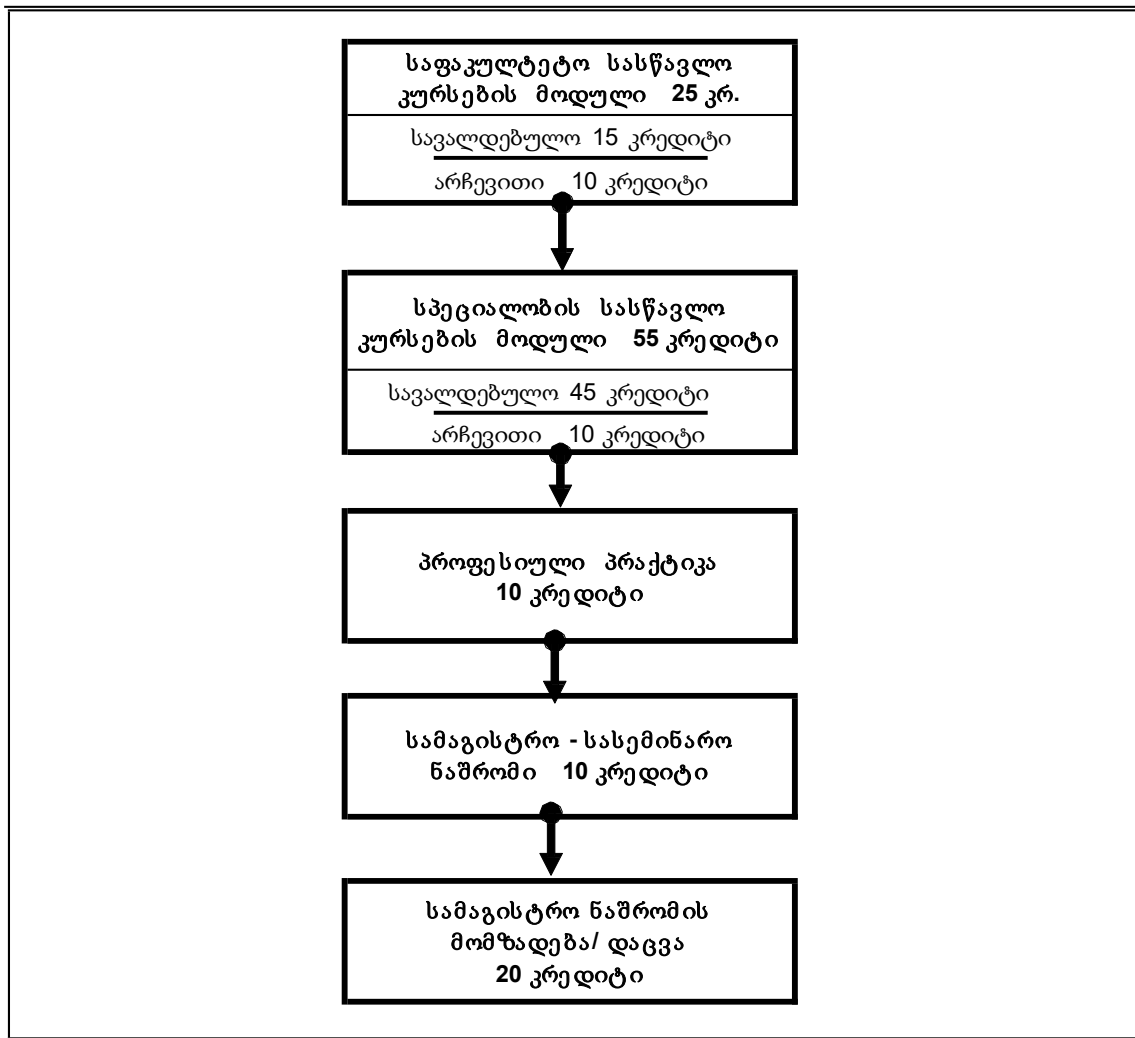 საფაკულტეტო სასწავლო
კურსების მოდული 25 კრ.
სავალდებულო 15 კრედიტი
არჩევითი 10 კრედიტი
სპეციალობის სასწავლო
კურსების მოდული 55 კრედიტი
სავალდებულო 45 კრედიტი
არჩევითი 10 კრედიტი
პროფესიული პრაქტიკა
10 კრედიტი
სამაგისტრო - სასემინარო
ნაშრომი 10 კრედიტი
სამაგისტრო ნაშრომის
მომზადება/ დაცვა
20 კრედიტი